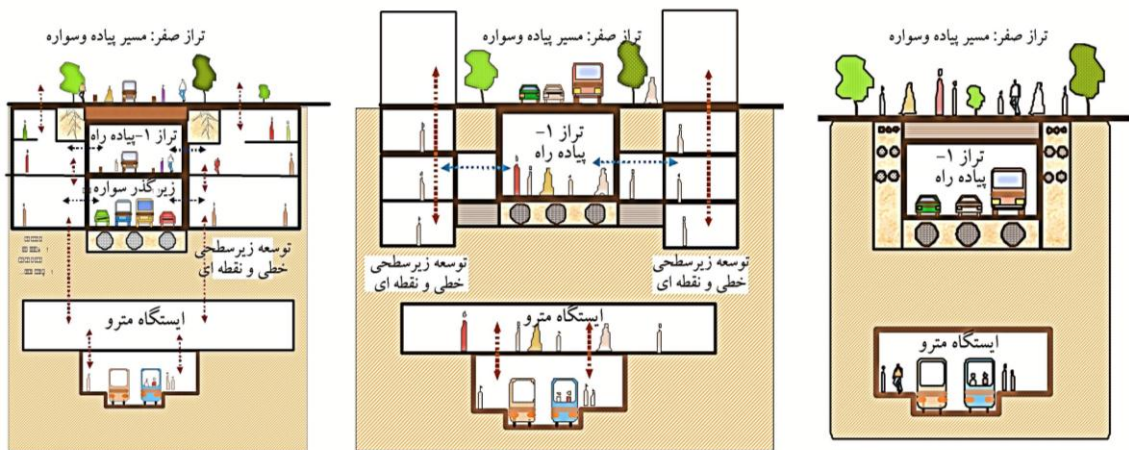 تراز صفر: مسیر پیاده وسواره
تراز ۱-پیاده راه
زیرگذر سواره
توسعه زیرسطحی
خطی و نقطه ای
ایستگاه مترو
تراز صفر: مسیر پیاده وسواره
تراز ۱-
پیاده راه
توسعه زیرسطحی
خطی و نقطه ای
توسعه زیرسطحی
خطی و نقطه ای
ایستگاه مترو
تراز صفر: مسیر پیاده وسواره
تراز ۱-
پیاده راه
ایستگاه مترو